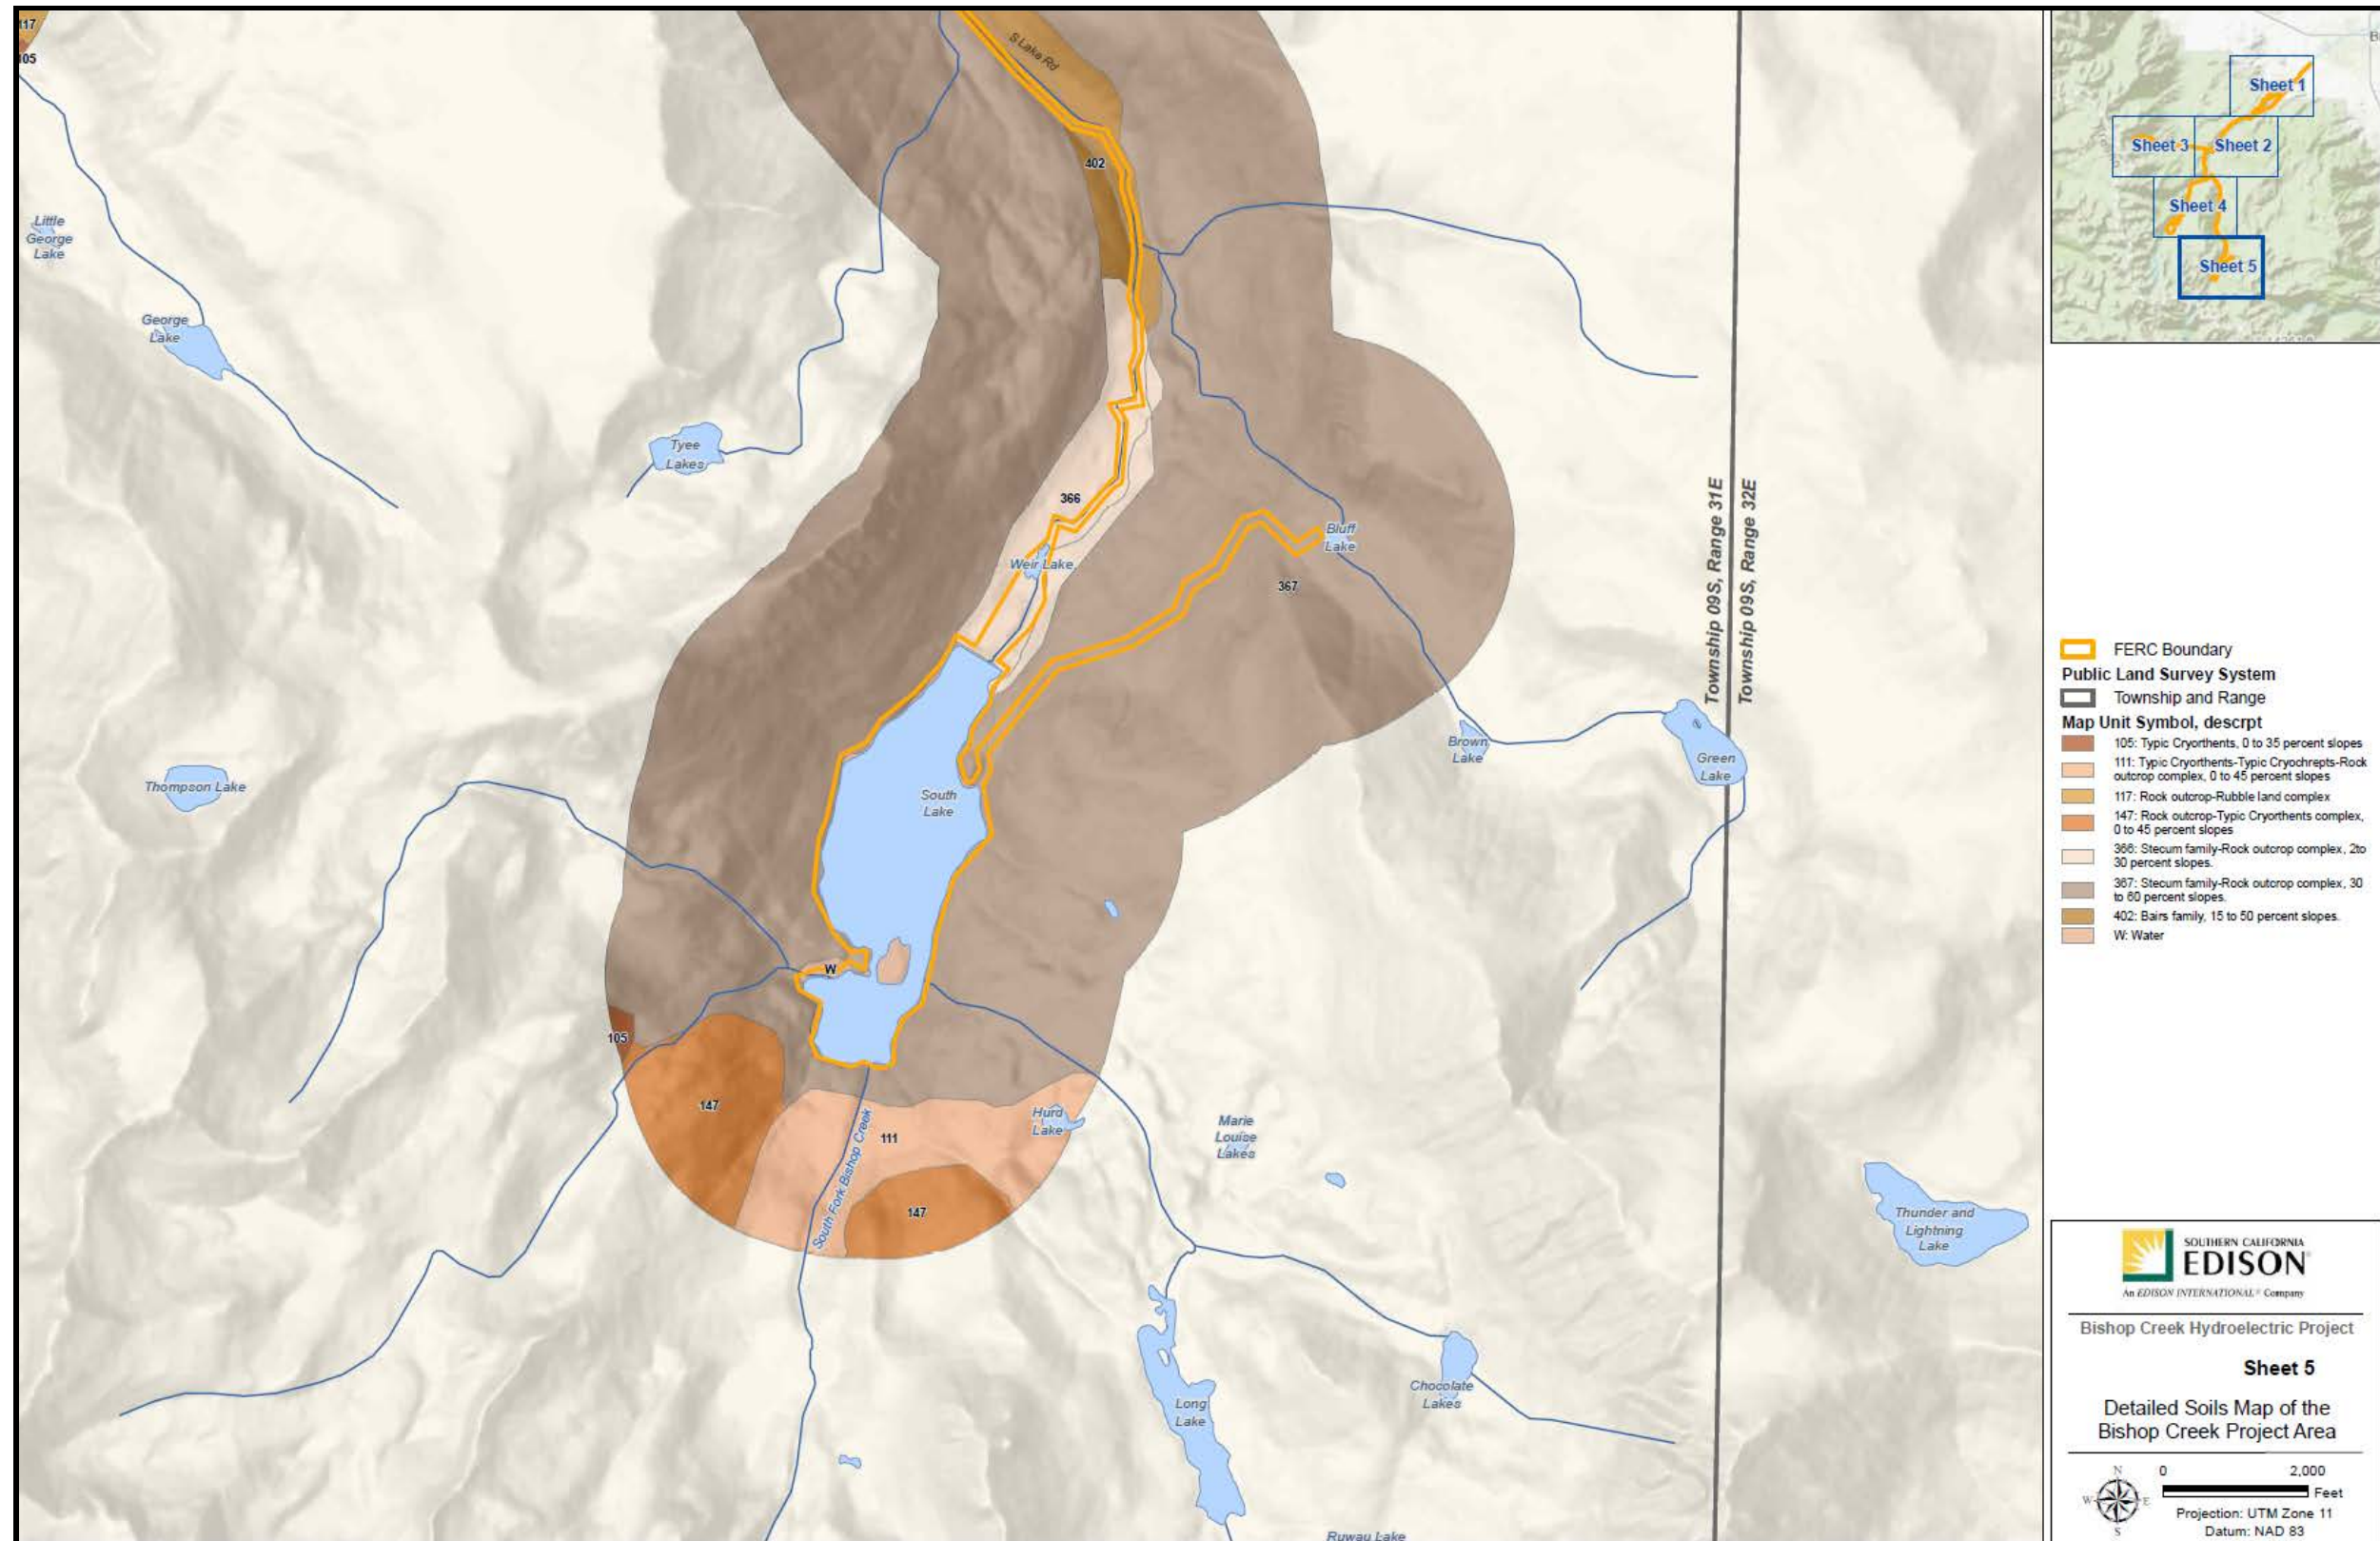 117
105
S Lake Rd
402
Little
George
Lake
George
Lake
Tyee
Lakes
366
Weir Lake
Bluff
Lake
367
Township 09S, Range 31E
Township 09S, Range 32E
Brown
Lake
Green
Lake
Thompson Lake
South
Lake
W
105
147
111
Hurd
Lake
Marie
Louise
Lakes
South Fork Bishop Creek
147
Thunder and
Lightning
Lake
Long
Lake
Chocolate
Lakes
Ruwau Lake
Sheet 1
Sheet 3
Sheet 2
Sheet 4
Sheet 5
FERC Boundary
Public Land Survey System
Township and Range
Map Unit Symbol, descrpt
105: Typic Cryorthents, 0 to 35 percent slopes
111: Typic Cryorthents-Typic Cryochrepts-Rock
outcrop complex, 0 to 45 percent slopes
117: Rock outcrop-Rubble land complex
147: Rock outcrop-Typic Cryorthents complex,
0 to 45 percent slopes
366: Stecum family-Rock outcrop complex, 2to
30 percent slopes.
367: Stecum family-Rock outcrop complex, 30
to 60 percent slopes.
402: Bairs family, 15 to 50 percent slopes.
W: Water
SOUTHERN CALIFORNIA
EDISON®
An EDISON INTERNATIONAL® Company
Bishop Creek Hydroelectric Project
Sheet 5
Detailed Soils Map of the
Bishop Creek Project Area
N
W E
S
0 2,000
Feet
Projection: UTM Zone 11
Datum: NAD 83